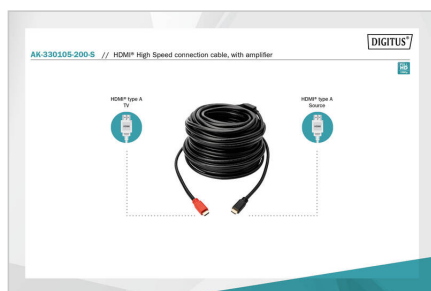 DIGITUS®
AK-330105-200-S // HDMI® High Speed connection cable, with amplifier
HDMI® type A
TV
HDMI® type A
Source